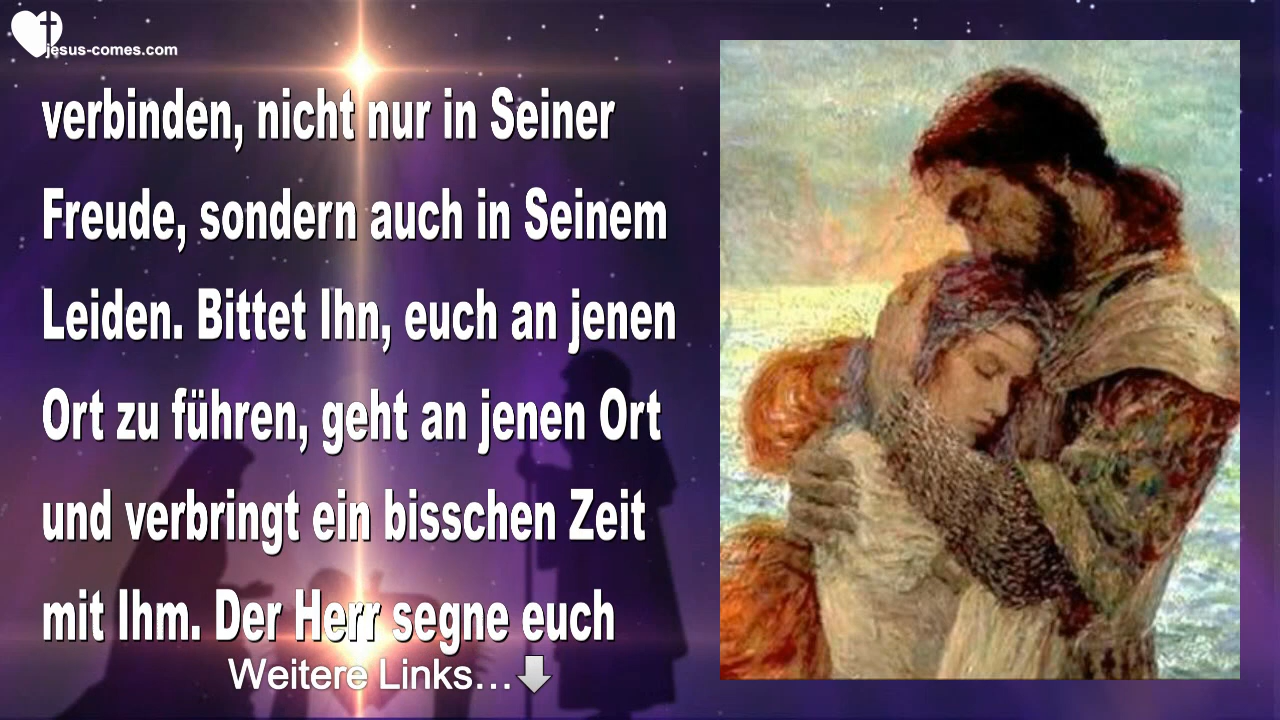 jesus-comes.com
verbinden, nicht nur in Seiner
Freude, sondern auch in Seinem
Leiden. Bittet Ihn, euch an jenen
Ort zu führen, geht an jenen Ort
und verbringt ein bisschen Zeit
mit Ihm. Der Herr segne euch
Weitere Links...